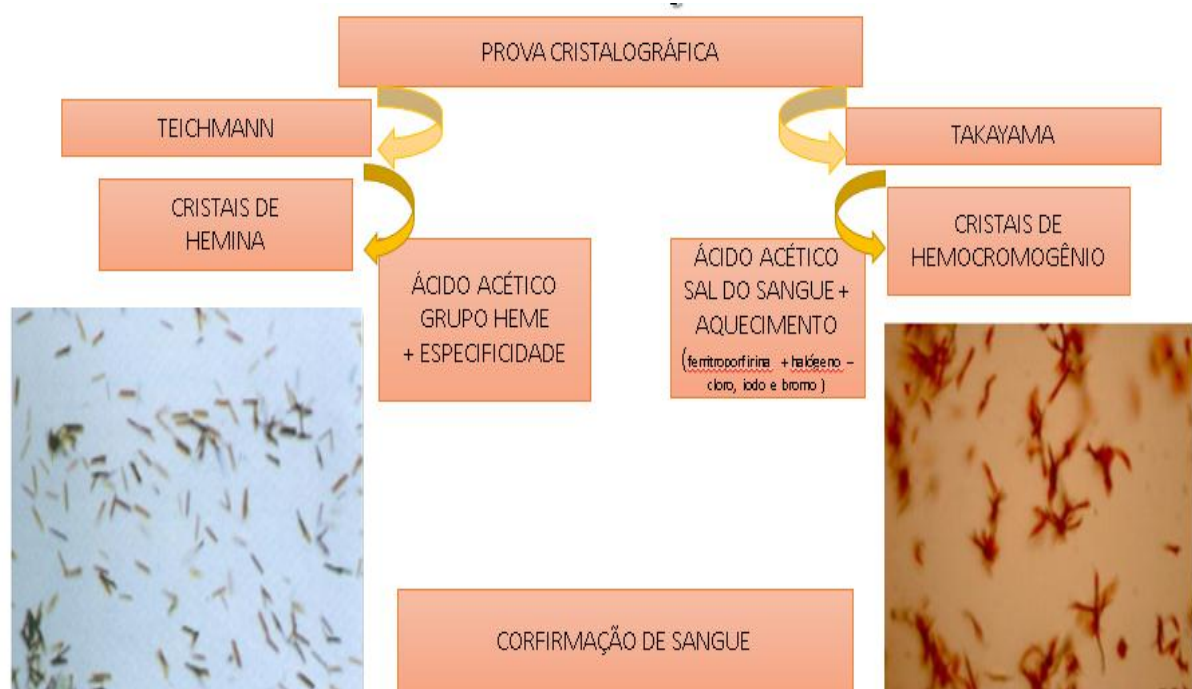 PROVA CRISTALOGRÁFICA
TEICHMANN
CRISTAIS DE
HEMINA
ÁCIDO ACÉTICO
GRUPO HEME
+ ESPECIFICIDADE
TAKAYAMA
CRISTAIS DE
HEMOCROMOGÊNIO
ÁCIDO ACÉTICO
SAL DO SANGUE +
AQUECIMENTO
(ferritroporfirina + halógeno –
cloro, iodo e bromo )
CORFIRMAÇÃO DE SANGUE